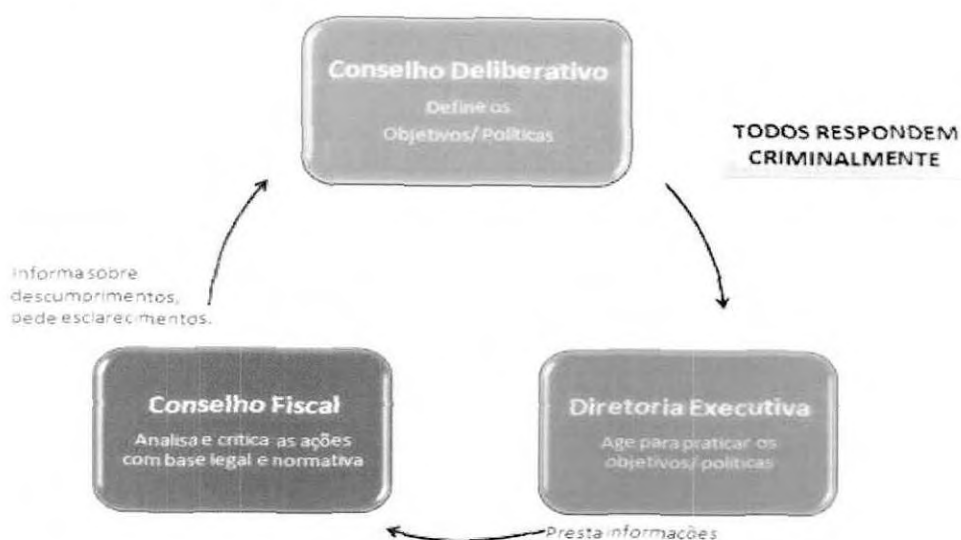 Conselho Deliberativo
Define os
Objetivos/ Políticas
TODOS RESPONDEM
CRIMINALMENTE
Informa sobre
descumprimentos,
pede esclarecimentos.
Conselho Fiscal
Analisa e critica as ações
com base legal e normativa
Diretoria Executiva
Age para praticar os
objetivos/ políticas
Presta informações